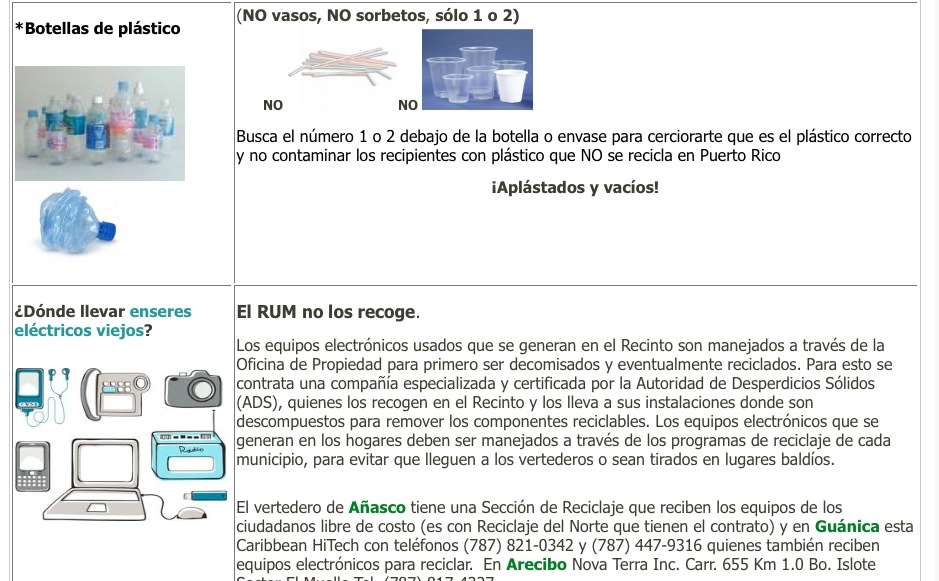 *Botellas de plástico
(NO vasos, NO sorbetos, sólo 1 o 2)
NO
NO
Busca el número 1 o 2 debajo de la botella o envase para cerciorarte que es el plástico correcto
y no contaminar los recipientes con plástico que NO se recicla en Puerto Rico
¡Aplástados y vacíos!
¿Dónde llevar enseres
eléctricos viejos?
Radio
El RUM no los recoge.
Los equipos electrónicos usados que se generan en el Recinto son manejados a través de la
Oficina de Propiedad para primero ser decomisados y eventualmente reciclados. Para esto se
contrata una compañía especializada y certificada por la Autoridad de Desperdicios Sólidos
(ADS), quienes los recogen en el Recinto y los lleva a sus instalaciones donde son
descompuestos para remover los componentes reciclables. Los equipos electrónicos que se
generan en los hogares deben ser manejados a través de los programas de reciclaje de cada
municipio, para evitar que lleguen a los vertederos o sean tirados en lugares baldíos.
El vertedero de Añasco tiene una Sección de Reciclaje que reciben los equipos de los
ciudadanos libre de costo (es con Reciclaje del Norte que tienen el contrato) y en Guánica esta
Caribbean HiTech con teléfonos (787) 821-0342 y (787) 447-9316 quienes también reciben
equipos electrónicos para reciclar. En Arecibo Nova Terra Inc. Carr. 655 Km 1.0 Bo. Islote